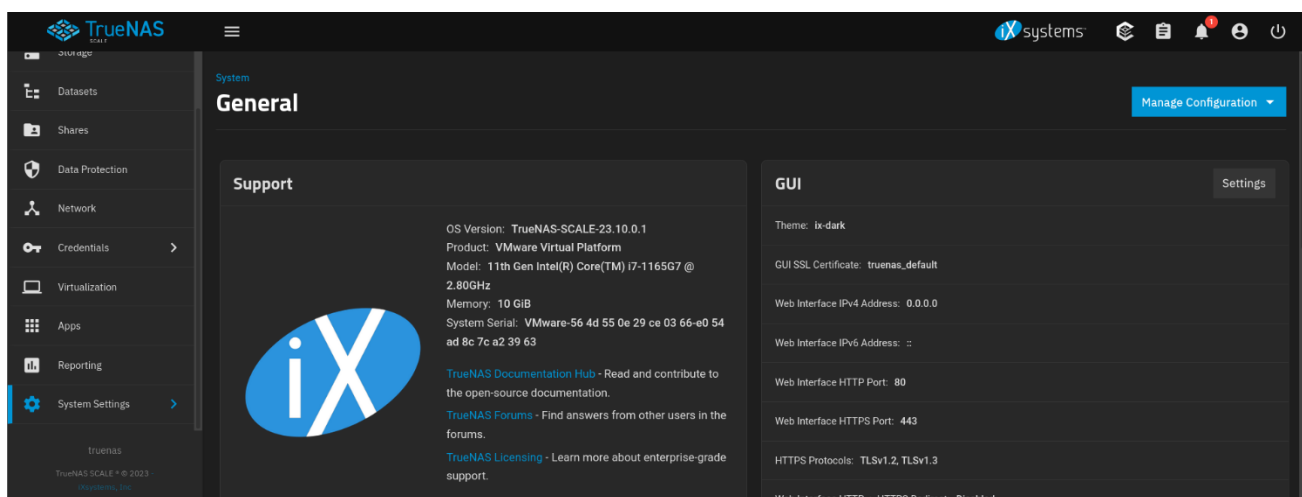 TrueNAS
SCALE
iX systems
1
Storage
Datasets
Shares
Data Protection
Network
Credentials
Virtualization
Apps
Reporting
System Settings
truenas
TrueNAS SCALE ® © 2023 -
iXsystems, Inc
System
General
Manage Configuration
Support
iX
OS Version: TrueNAS-SCALE-23.10.0.1
Product: VMware Virtual Platform
Model: 11th Gen Intel(R) Core(TM) i7-1165G7 @
2.80GHz
Memory: 10 GiB
System Serial: VMware-56 4d 55 0e 29 ce 03 66-e0 54
ad 8c 7c a2 39 63
TrueNAS Documentation Hub - Read and contribute to
the open-source documentation.
TrueNAS Forums - Find answers from other users in the
forums.
TrueNAS Licensing - Learn more about enterprise-grade
support.
GUI
Settings
Theme: ix-dark
GUI SSL Certificate: truenas_default
Web Interface IPv4 Address: 0.0.0.0
Web Interface IPv6 Address: ::
Web Interface HTTP Port: 80
Web Interface HTTPS Port: 443
HTTPS Protocols: TLSv1.2, TLSv1.3